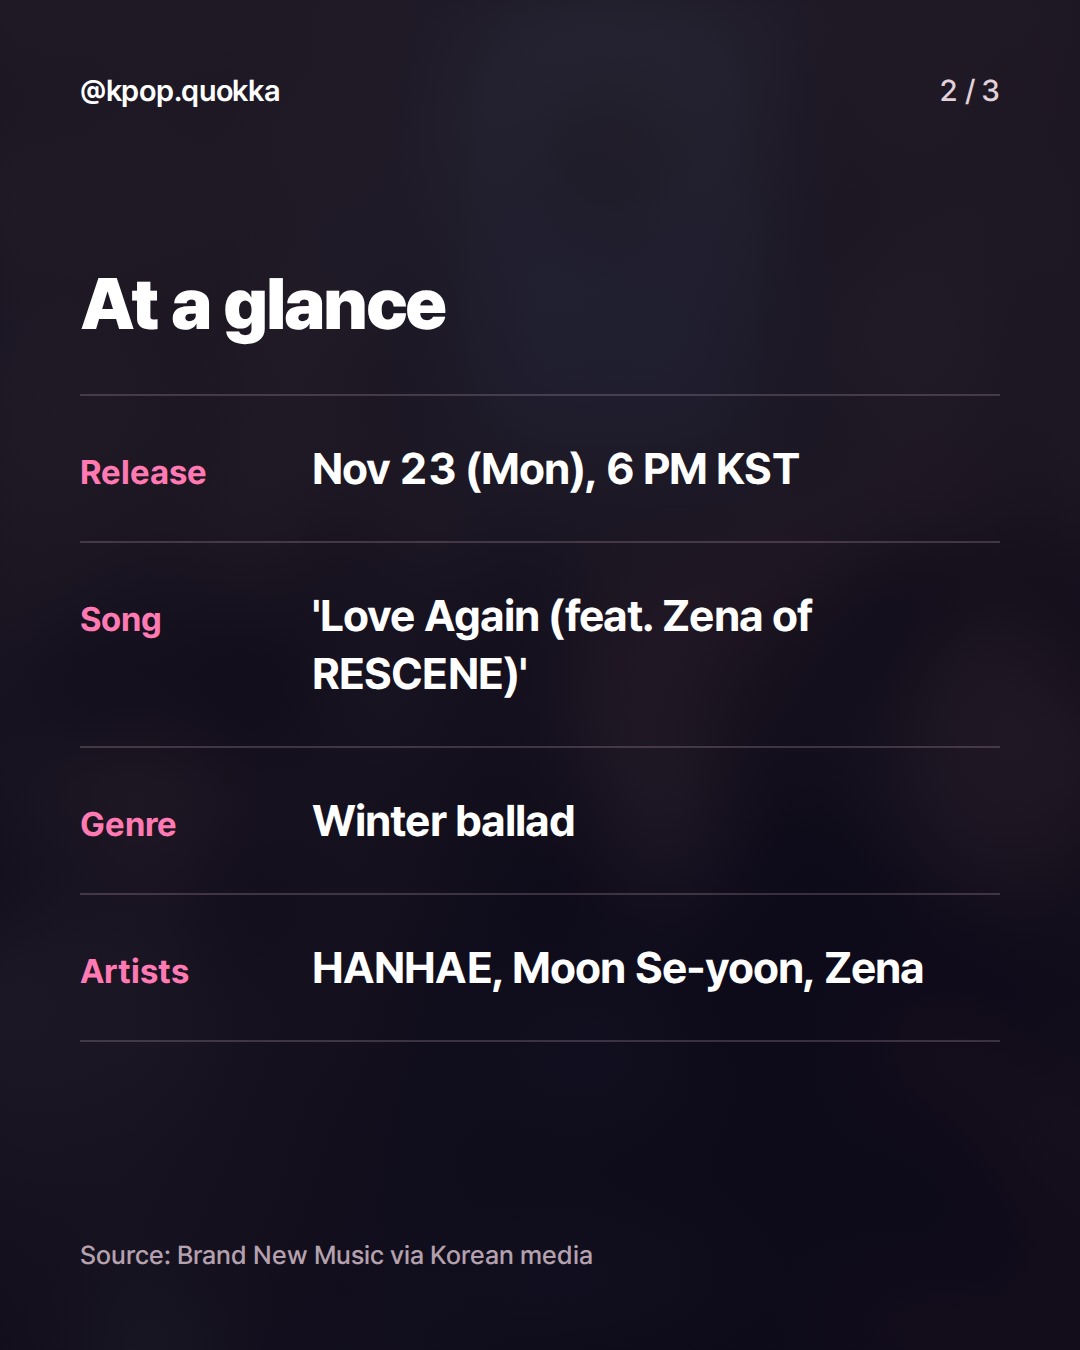 @kpop.quokka
2 / 3
At a glance
Release
Nov 23 (Mon), 6 PM KST
Song
'Love Again (feat. Zena of
RESCENE)'
Genre
Winter ballad
Artists
HANHAE, Moon Se-yoon, Zena
Source: Brand New Music via Korean media